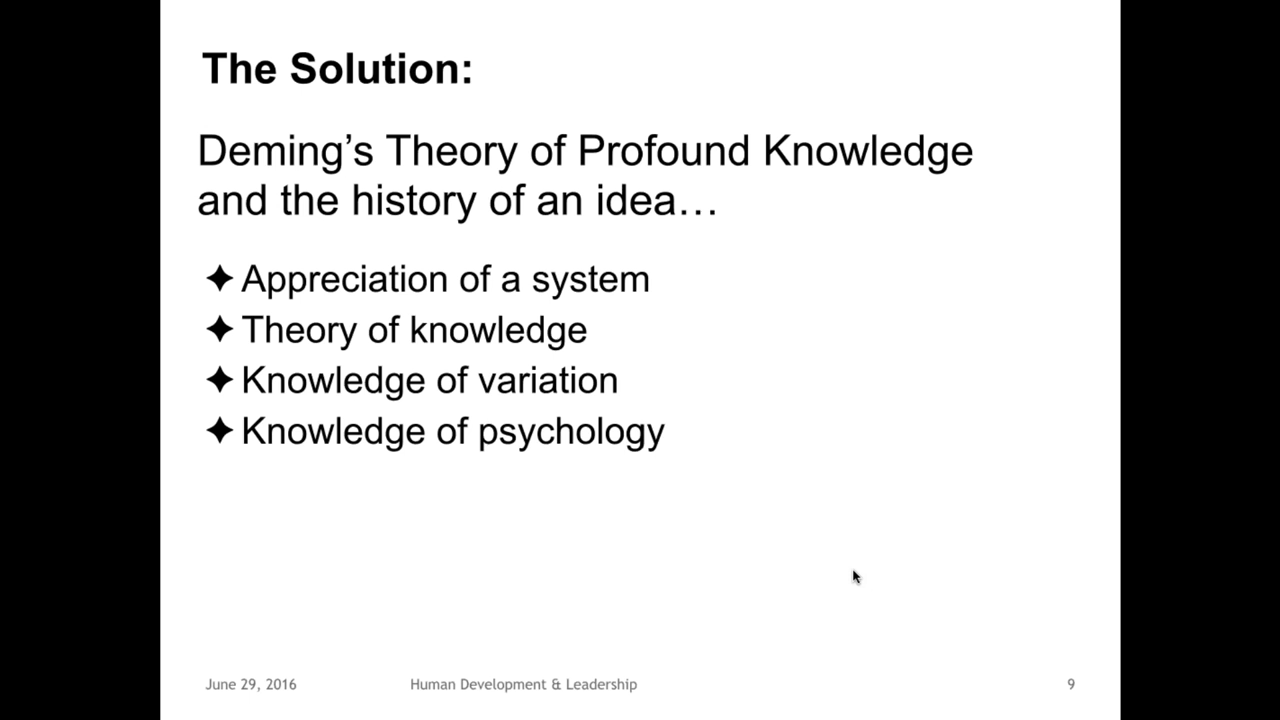 The Solution:
Deming’s Theory of Profound Knowledge
and the history of an idea…
✦ Appreciation of a system
✦ Theory of knowledge
✦ Knowledge of variation
✦ Knowledge of psychology
June 29, 2016 Human Development & Leadership 9